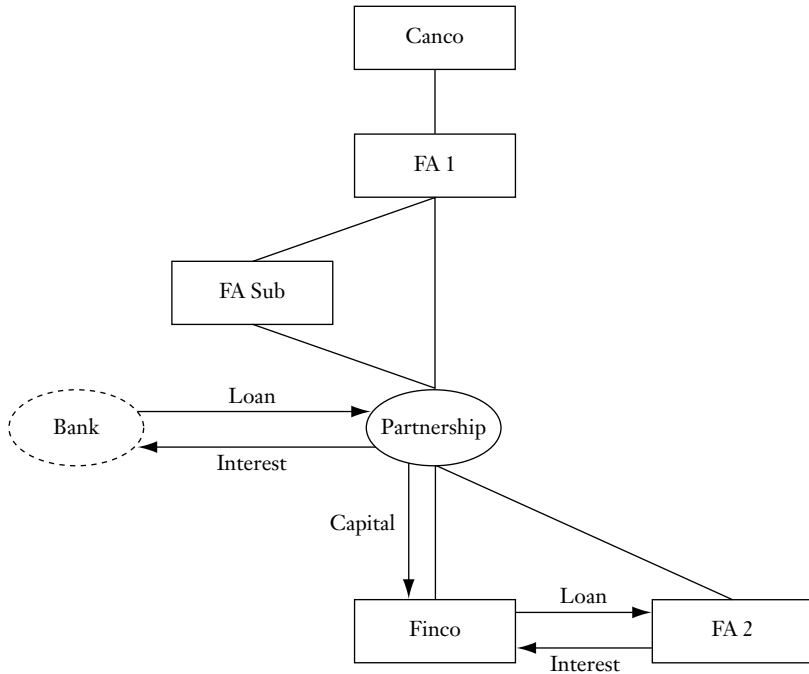 Canco
FA 1
FA Sub
Loan
Bank
Partnership
Interest
Capital
Loan
Finco
FA 2
Interest